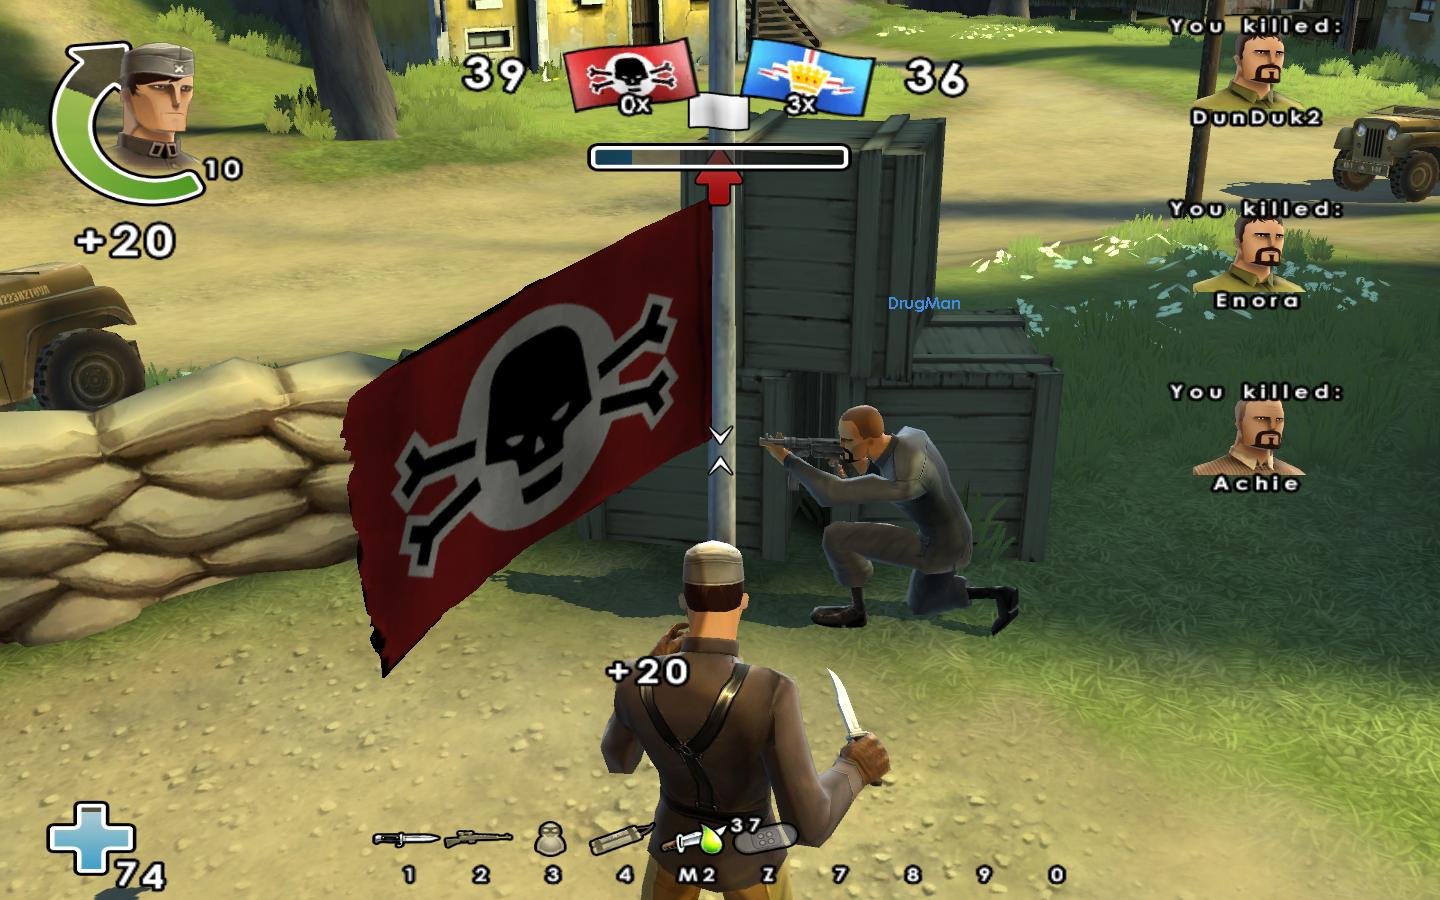 You killed:
DunDuk2
39
0x
3x
36
10
+20
You killed:
Enora
DrugMan
You killed:
Achie
+20
37
74
1 2 3 4 M2 Z 7 8 9 0